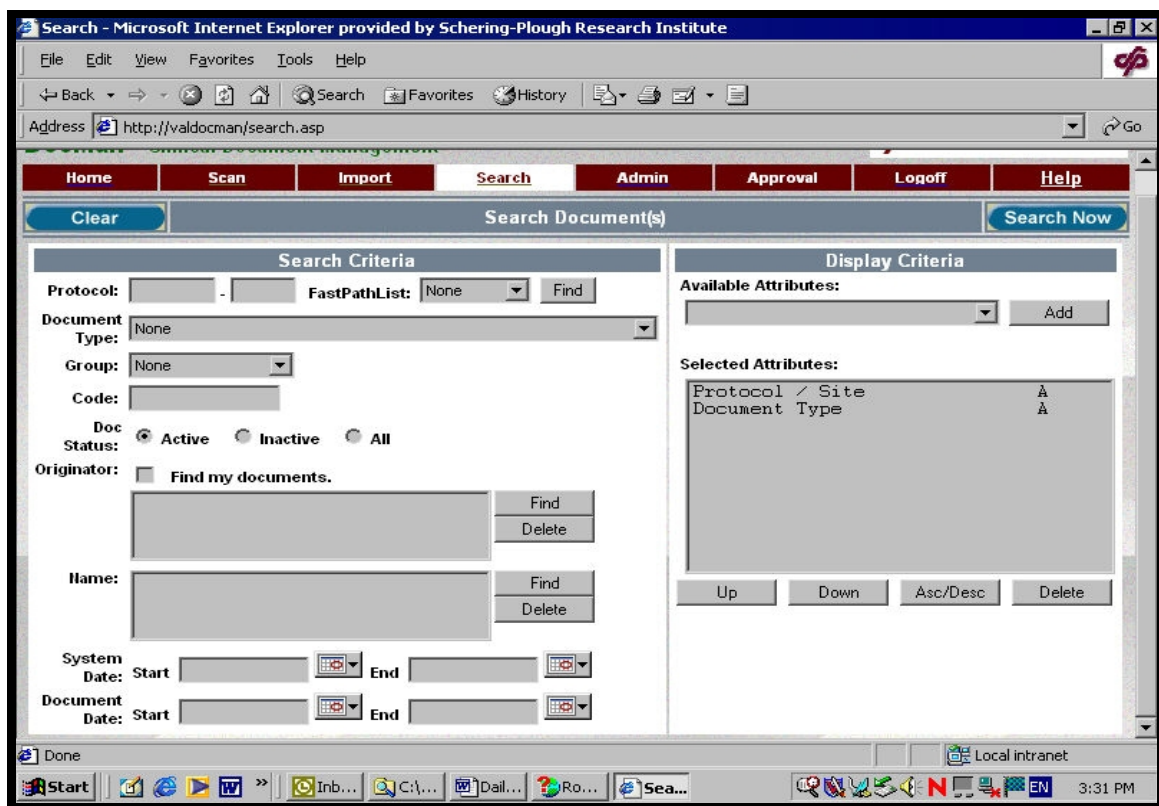 Search - Microsoft Internet Explorer provided by Schering-Plough Research Institute
File Edit View Favorites Tools Help
Back Search Favorites History
Address http://valdocman/search.asp Go
Home Scan Import Search Admin Approval Logoff Help
Clear Search Document(s) Search Now
Search Criteria
Protocol: - FastPathList: None Find
Document Type: None
Group: None
Code:
Doc Status: Active Inactive All
Originator: Find my documents.
Find
Delete
Name:
Find
Delete
System Date: Start End
Document Date: Start End
Display Criteria
Available Attributes:
Add
Selected Attributes:
Protocol / Site A
Document Type A
Up Down Asc/Desc Delete
Done Local intranet
Start » Inb... C:\... Dail... Ro... Sea... N EN 3:31 PM